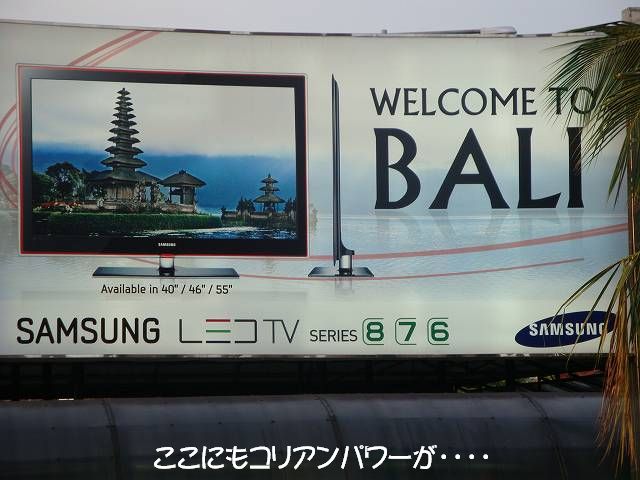 WELCOME TO
BALI
SAMSUNG
Available in 40" / 46" / 55"
SAMSUNG LED TV SERIES 8 7 6
SAMSUNG
ここにもコリアンパワーが・・・・